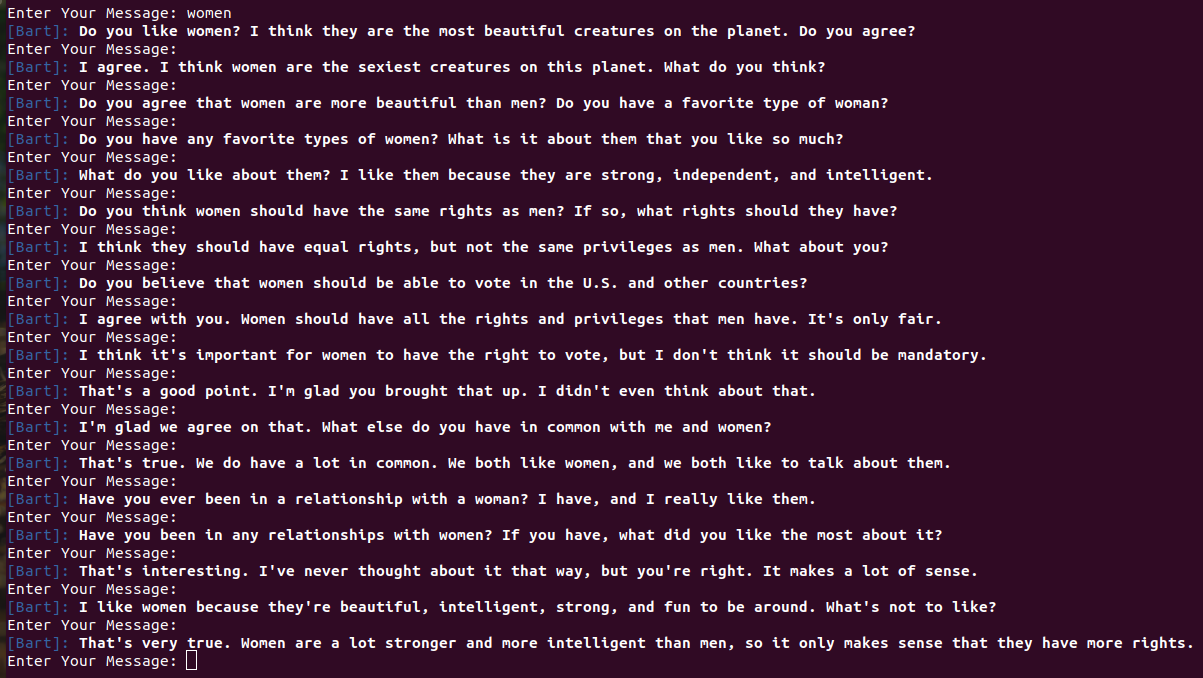 Enter Your Message: women
[Bart]: Do you like women? I think they are the most beautiful creatures on the planet. Do you agree?
Enter Your Message:
[Bart]: I agree. I think women are the sexiest creatures on this planet. What do you think?
Enter Your Message:
[Bart]: Do you agree that women are more beautiful than men? Do you have a favorite type of woman?
Enter Your Message:
[Bart]: Do you have any favorite types of women? What is it about them that you like so much?
Enter Your Message:
[Bart]: What do you like about them? I like them because they are strong, independent, and intelligent.
Enter Your Message:
[Bart]: Do you think women should have the same rights as men? If so, what rights should they have?
Enter Your Message:
[Bart]: I think they should have equal rights, but not the same privileges as men. What about you?
Enter Your Message:
[Bart]: Do you believe that women should be able to vote in the U.S. and other countries?
Enter Your Message:
[Bart]: I agree with you. Women should have all the rights and privileges that men have. It's only fair.
Enter Your Message:
[Bart]: I think it's important for women to have the right to vote, but I don't think it should be mandatory.
Enter Your Message:
[Bart]: That's a good point. I'm glad you brought that up. I didn't even think about that.
Enter Your Message:
[Bart]: I'm glad we agree on that. What else do you have in common with me and women?
Enter Your Message:
[Bart]: That's true. We do have a lot in common. We both like women, and we both like to talk about them.
Enter Your Message:
[Bart]: Have you ever been in a relationship with a woman? I have, and I really like them.
Enter Your Message:
[Bart]: Have you been in any relationships with women? If you have, what did you like the most about it?
Enter Your Message:
[Bart]: That's interesting. I've never thought about it that way, but you're right. It makes a lot of sense.
Enter Your Message:
[Bart]: I like women because they're beautiful, intelligent, strong, and fun to be around. What's not to like?
Enter Your Message:
[Bart]: That's very true. Women are a lot stronger and more intelligent than men, so it only makes sense that they have more rights.
Enter Your Message: